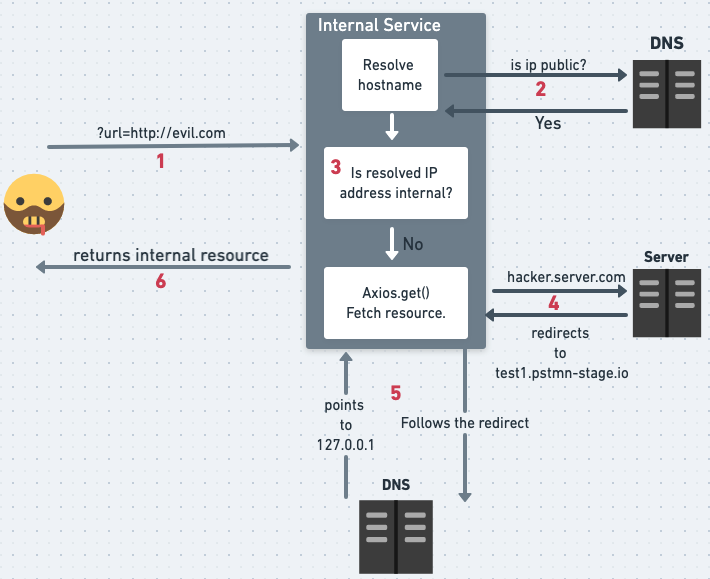 Internal Service
DNS
Resolve
hostname
is ip public?
2
Yes
?url=http://evil.com
1
3
Is resolved IP
address internal?
No
returns internal resource
6
Server
Axios.get()
Fetch resource.
hacker.server.com
4
redirects
to
test1.pstmn-stage.io
5
points
to
127.0.0.1
Follows the redirect
DNS